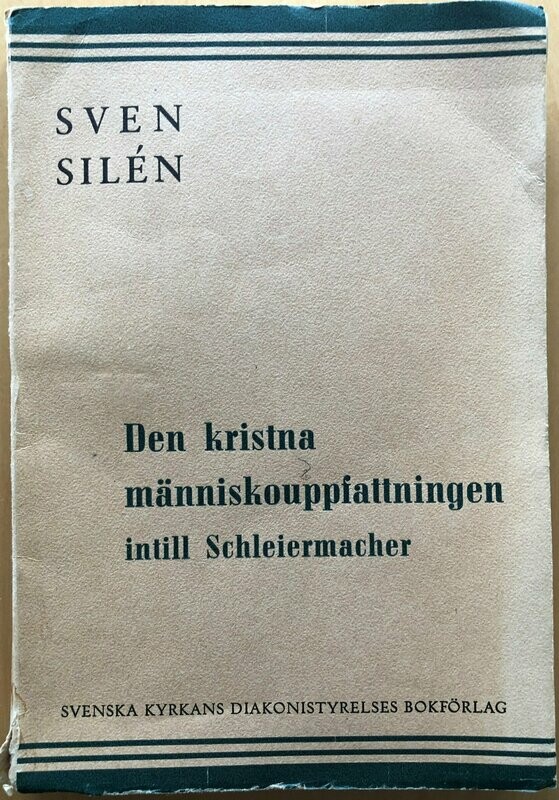 SVEN
SILÉN
Den kristna
människouppfattningen
intill Schleiermacher
SVENSKA KYRKANS DIAKONISTYRELSES BOKFÖRLAG